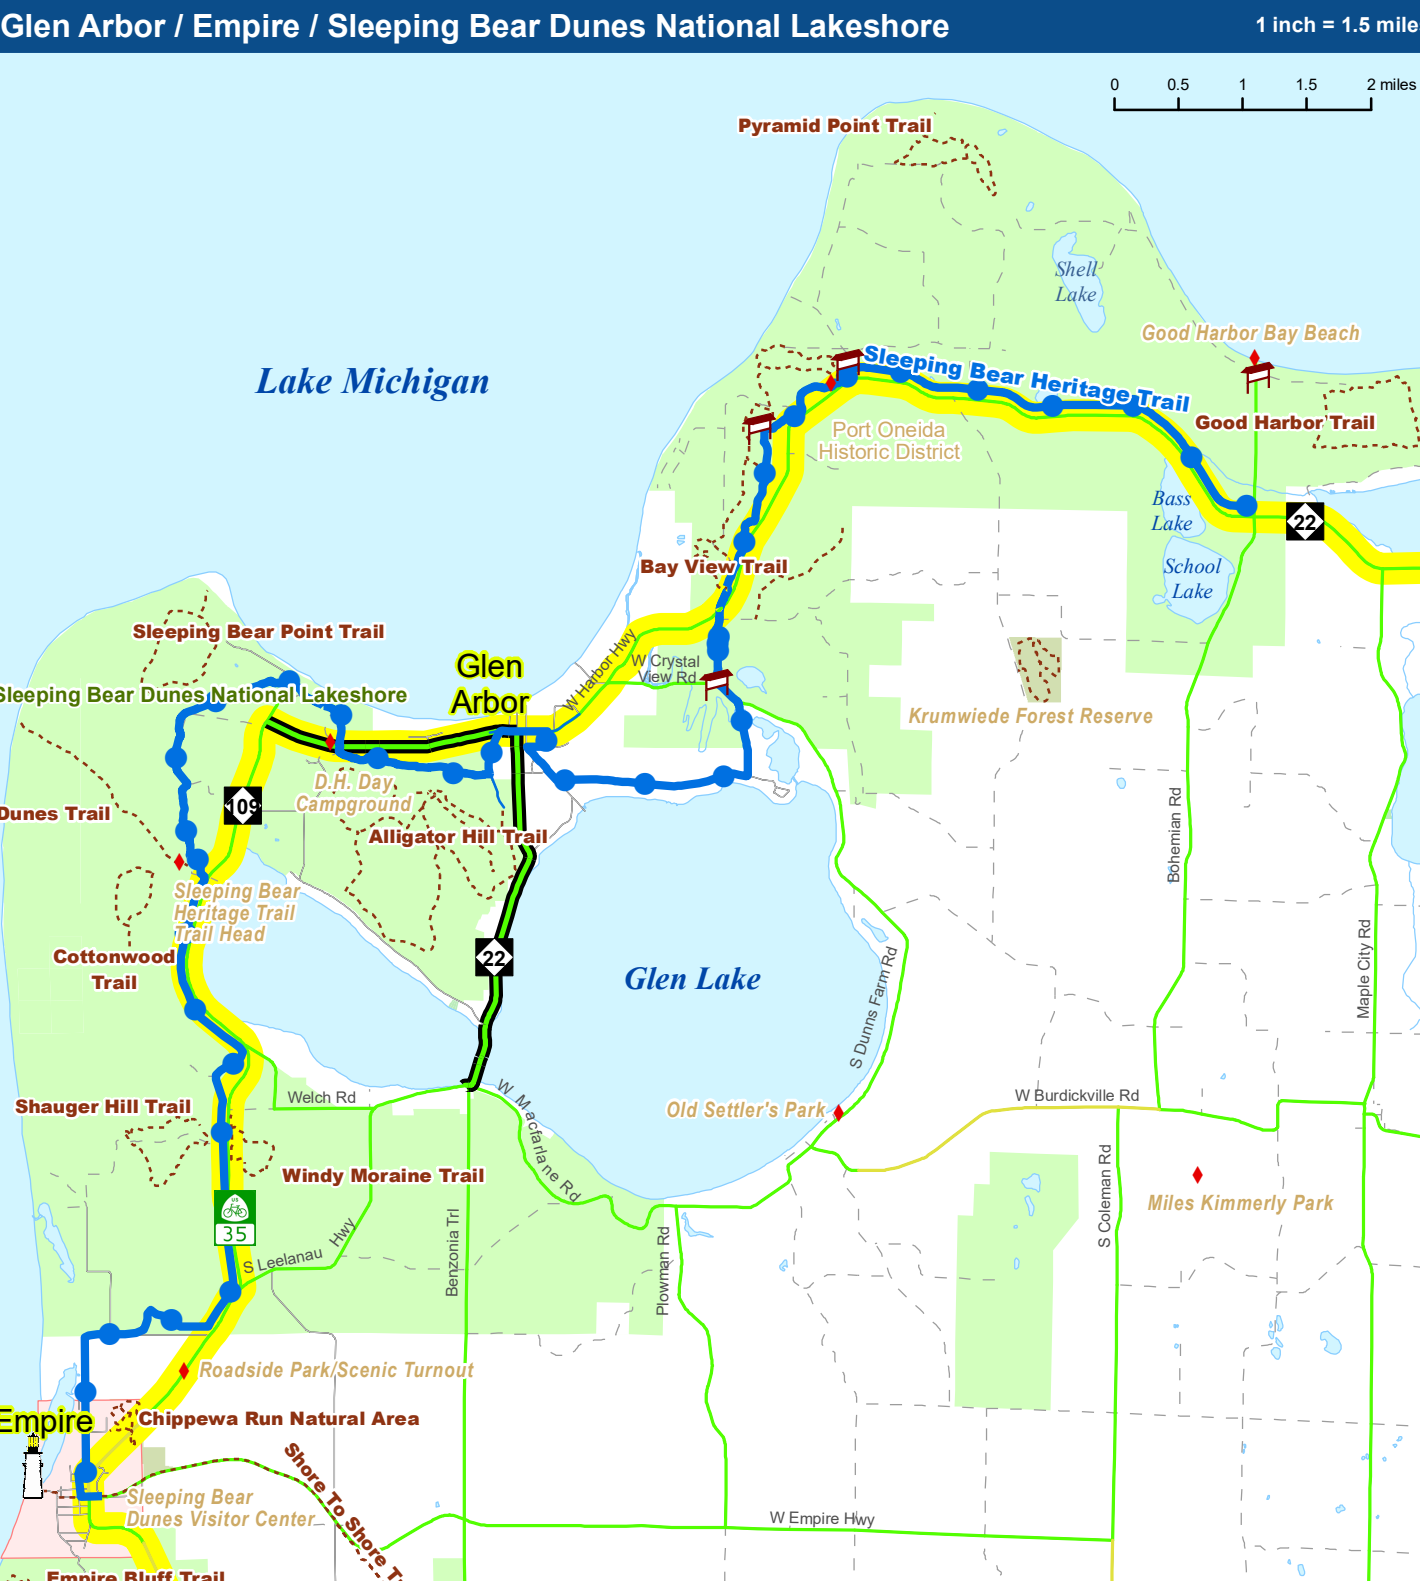 Glen Arbor / Empire / Sleeping Bear Dunes National Lakeshore
1 inch = 1.5 miles
0 0.5 1 1.5 2 miles
Pyramid Point Trail
Shell
Lake
Good Harbor Bay Beach
Lake Michigan
Sleeping Bear Heritage Trail
Good Harbor Trail
Port Oneida
Historic District
Bass
Lake
22
School
Lake
Bay View Trail
Sleeping Bear Point Trail
W Harbor Hwy
W Crystal
View Rd
Glen
Arbor
Sleeping Bear Dunes National Lakeshore
Krumwiede Forest Reserve
D.H. Day
Campground
109
Dunes Trail
Alligator Hill Trail
Bohemian Rd
Sleeping Bear
Heritage Trail
Trail Head
Cottonwood
Trail
22
Glen Lake
S Dunns Farm Rd
Maple City Rd
Welch Rd
W Macfarlane Rd
Shauger Hill Trail
Old Settler's Park
W Burdickville Rd
Windy Moraine Trail
S Coleman Rd
Miles Kimmerly Park
US
35
S Leelanau Hwy
Benzonia Trl
Plowman Rd
Roadside Park/Scenic Turnout
Empire
Chippewa Run Natural Area
Shore To Shore T
Sleeping Bear
Dunes Visitor Center
W Empire Hwy
Empire Bluff Trail